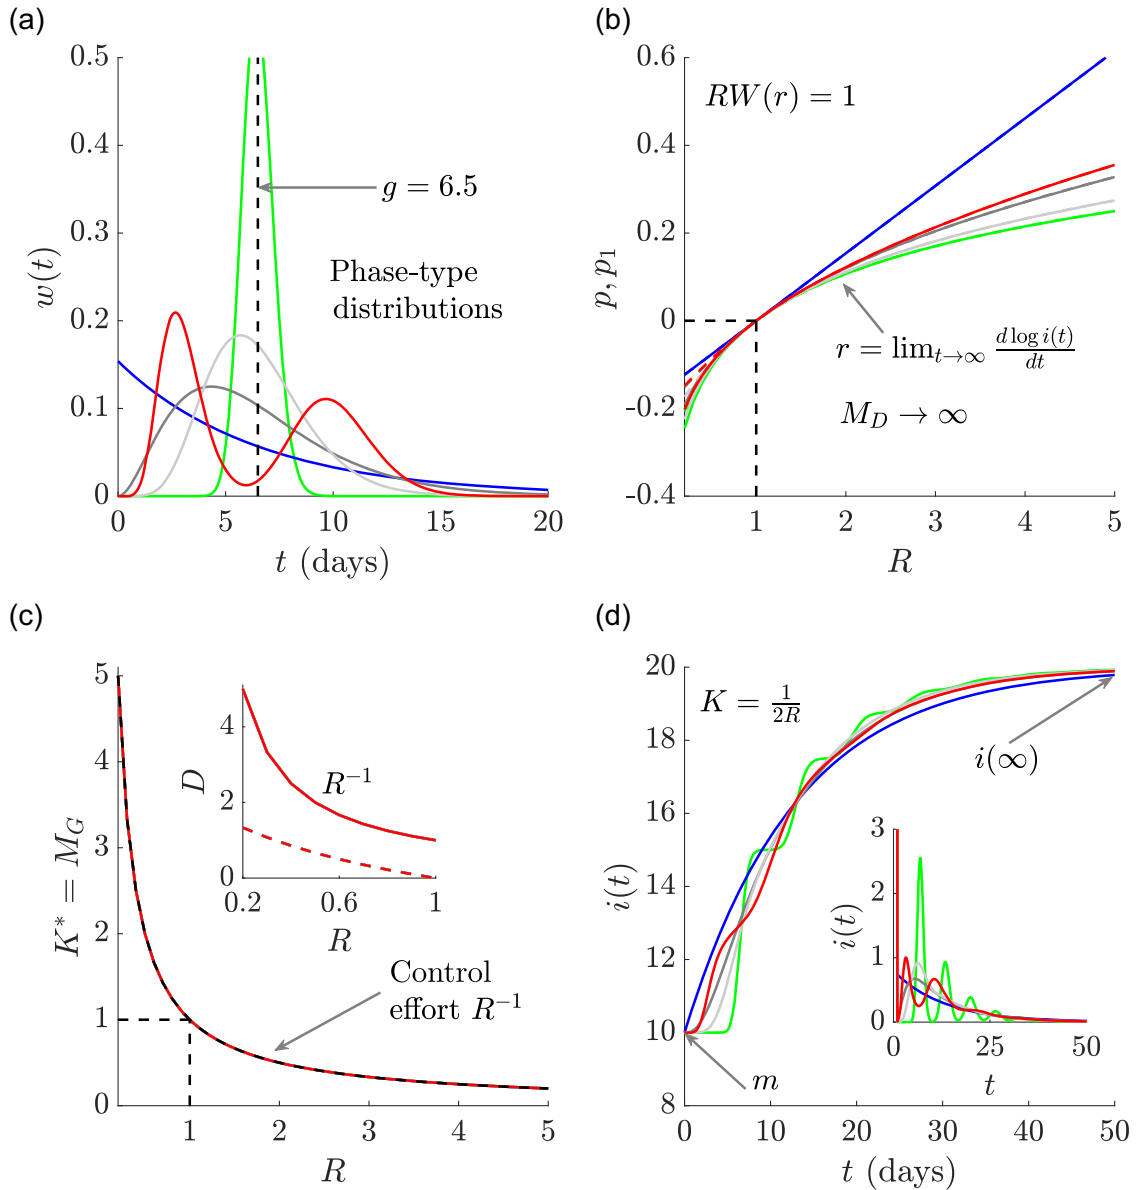 (a)
0.5
0.4
0.3
0.2
0.1
0
w(t)
g = 6.5
Phase-type
distributions
0 5 10 15 20
t (days)
(b)
0.6
0.4
0.2
0
-0.2
-0.4
p, p₁
RW(r) = 1
r = lim_{t→∞} d log i(t)/dt
M_D → ∞
1 2 3 4 5
R
(c)
5
4
3
2
1
0
K* = M_G
4
2
0
D
R⁻¹
0.2 0.6 1
R
Control
effort R⁻¹
1 2 3 4 5
R
(d)
20
18
16
14
12
10
8
i(t)
K = 1/2R
i(∞)
3
2
1
0
i(t)
0 25 50
t
m
0 10 20 30 40 50
t (days)